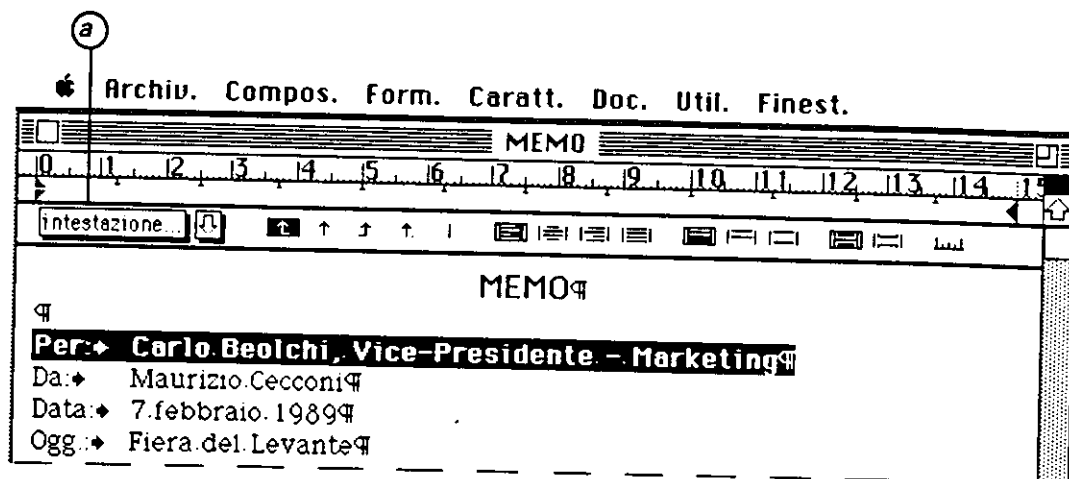 a
Archiv. Compos. Form. Caratt. Doc. Util. Finest.
MEMO
0 1 2 3 4 5 6 7 8 9 10 11 12 13 14 15
intestazione...
MEMO¶
¶
Per:➧ Carlo.Beolchi,.Vice-Presidente.-.Marketing¶
Da:➧ Maurizio.Cecconi¶
Data:➧ 7.febbraio.1989¶
Ogg.:➧ Fiera.del.Levante¶